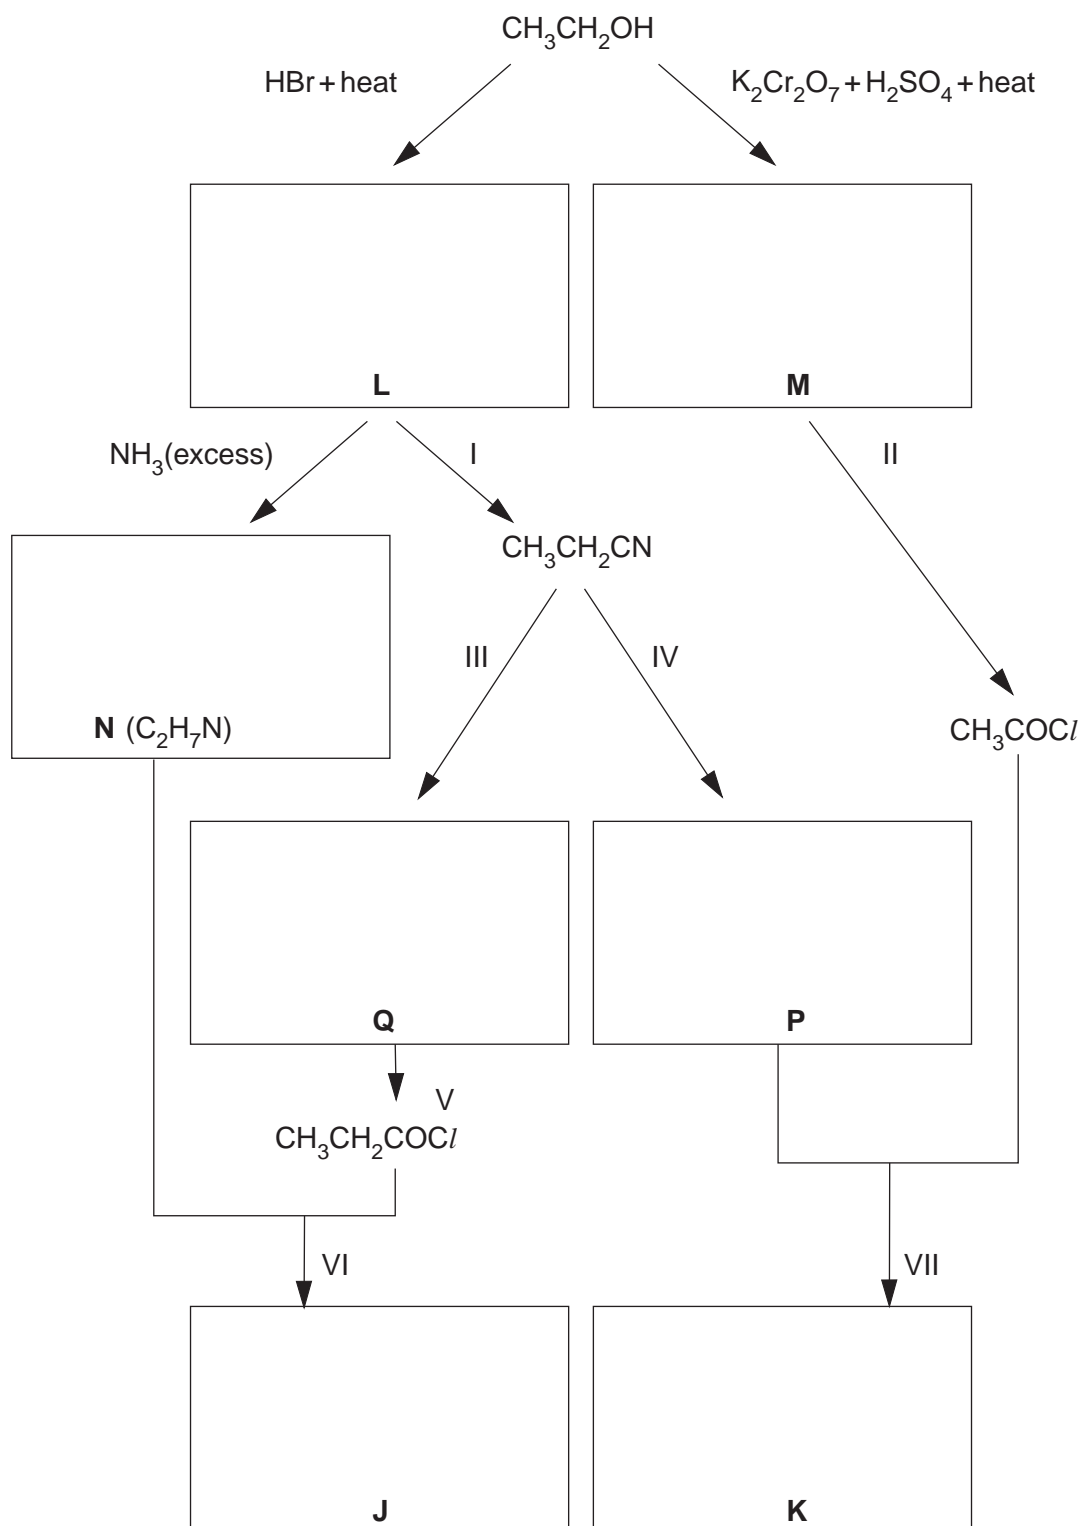 CH₃CH₂OH
HBr + heat
K₂Cr₂O₇ + H₂SO₄ + heat
L
M
NH₃(excess)
I
II
CH₃CH₂CN
III
IV
N (C₂H₇N)
CH₃COCl
Q
P
V
CH₃CH₂COCl
VI
VII
J
K